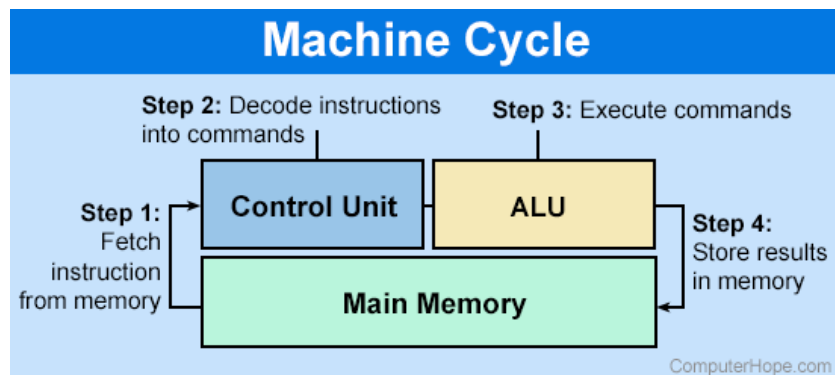 Machine Cycle
Step 2: Decode instructions
into commands
Step 3: Execute commands
Control Unit
ALU
Step 1:
Fetch
instruction
from memory
Step 4:
Store results
in memory
Main Memory
ComputerHope.com